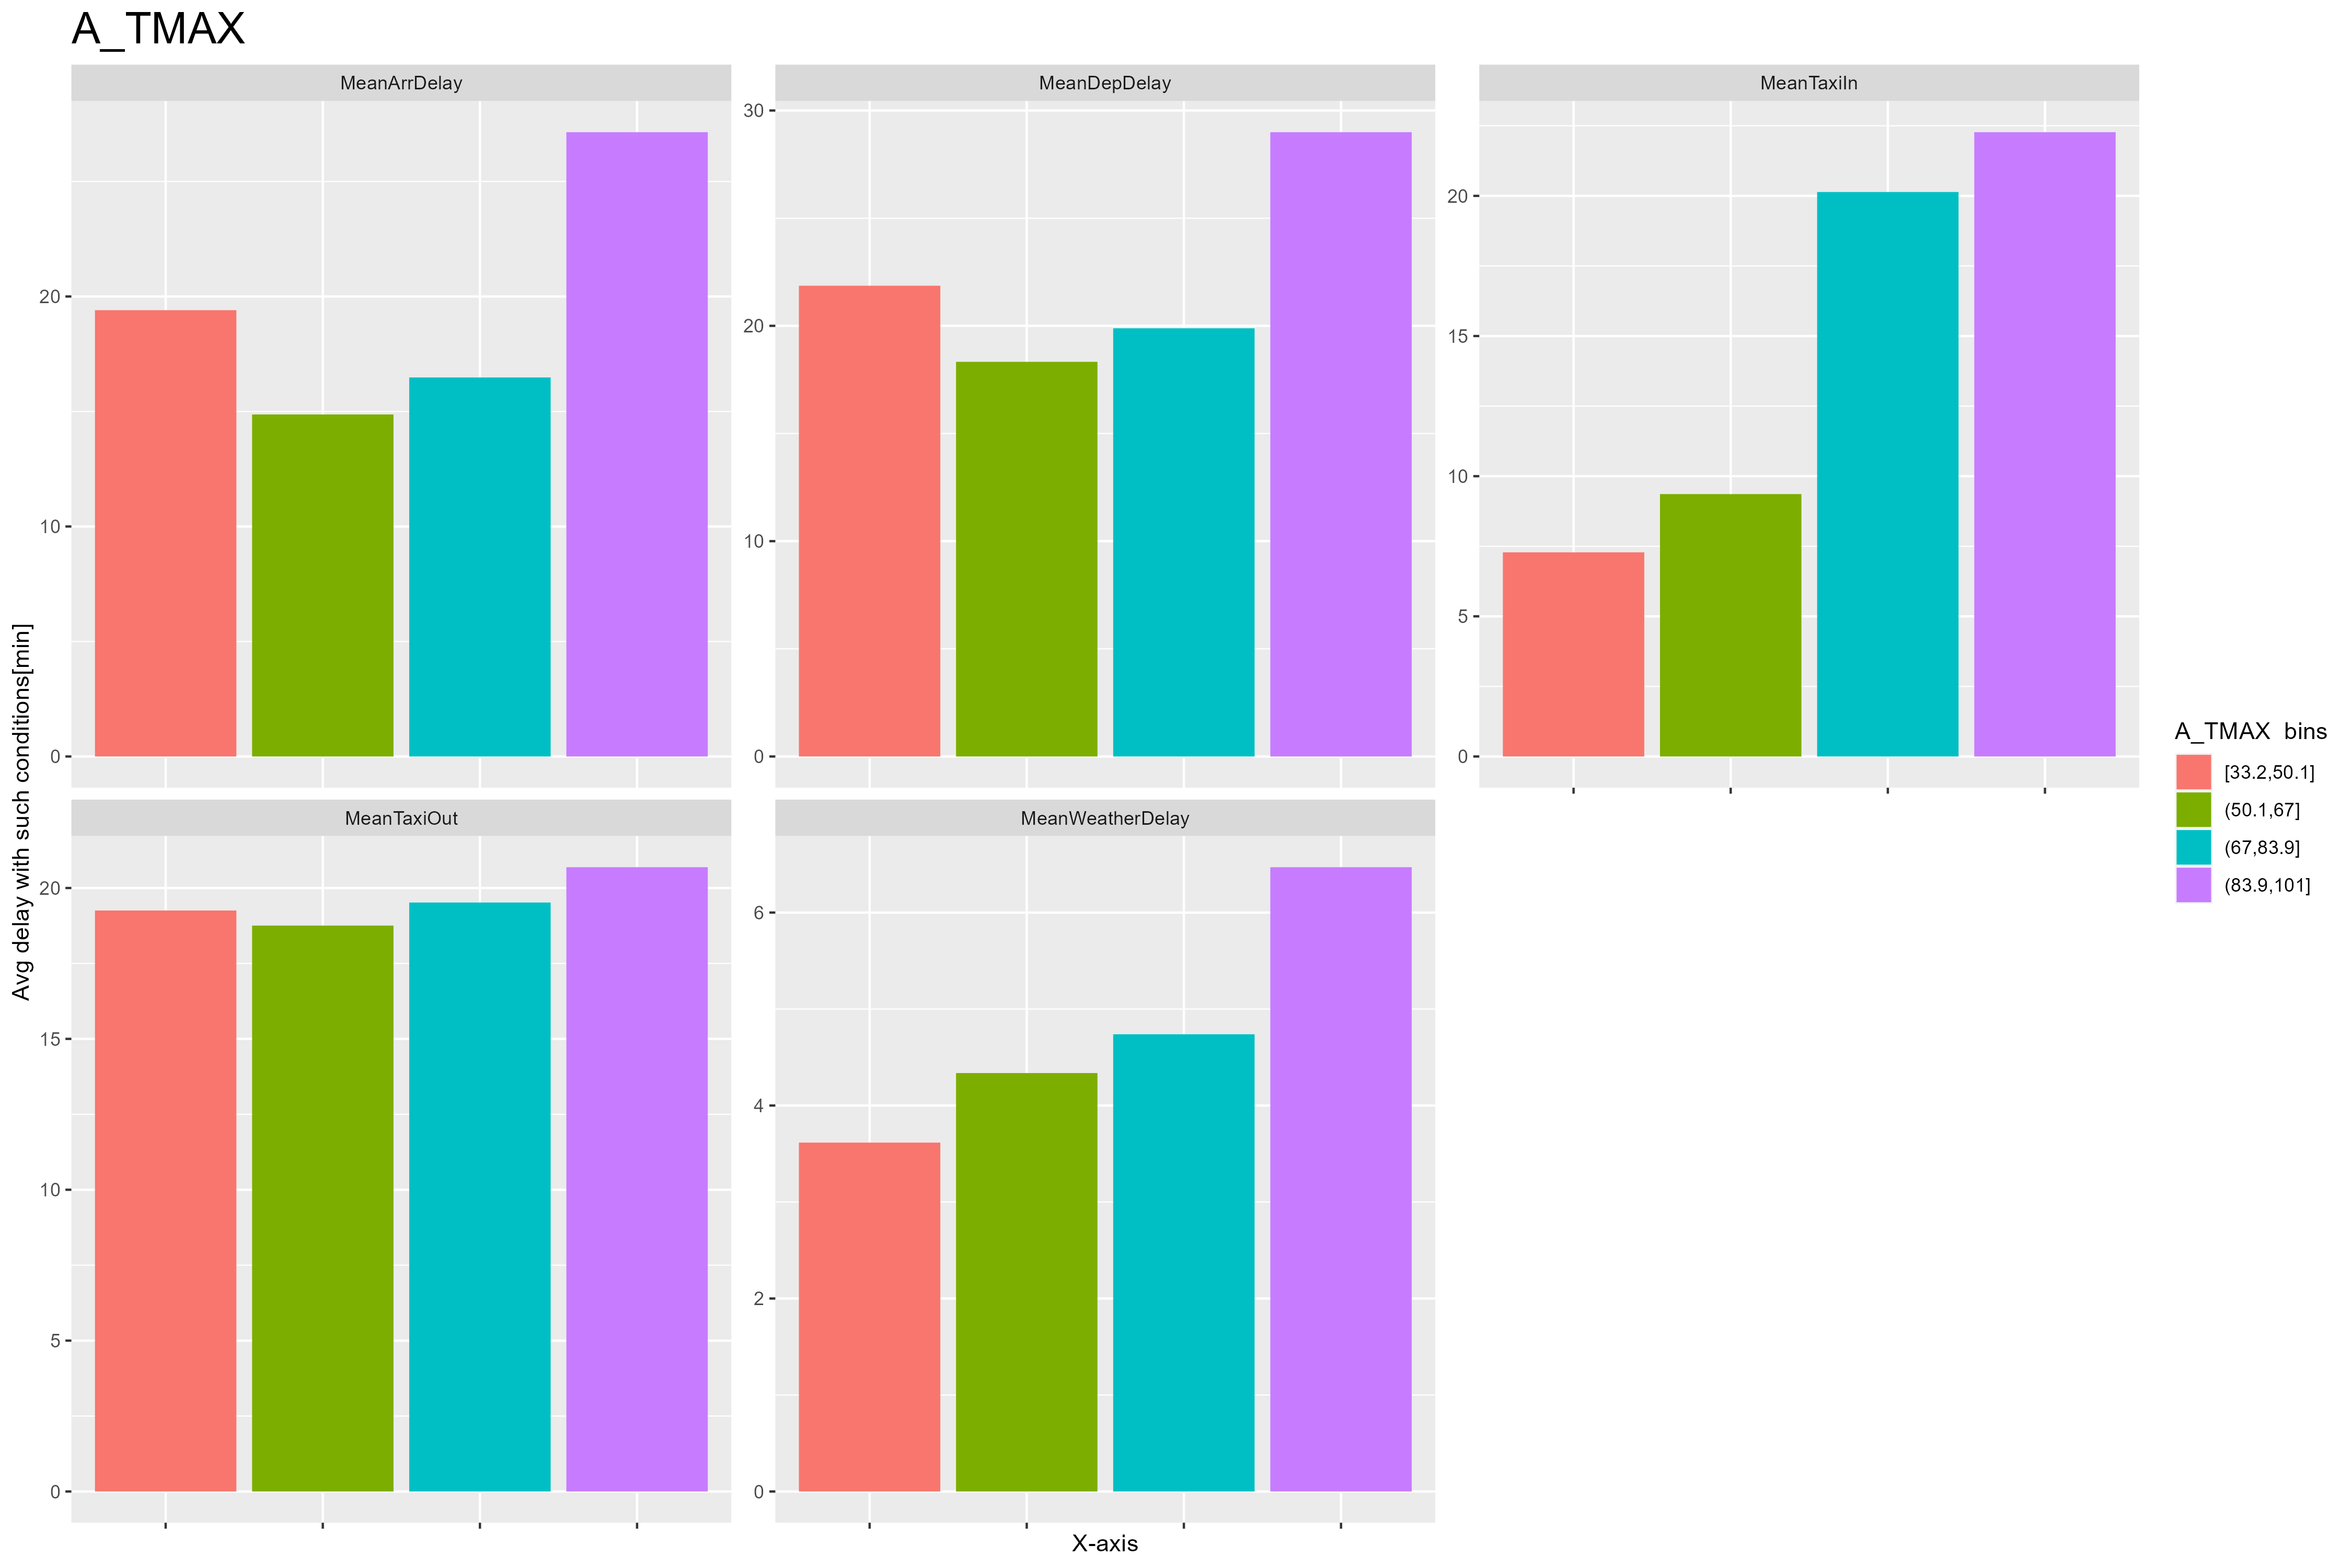 A_TMAX
MeanArrDelay
MeanDepDelay
MeanTaxiIn
20
10
0
30
20
10
0
20
15
10
5
0
Avg delay with such conditions[min]
MeanTaxiOut
MeanWeatherDelay
20
15
10
5
0
6
4
2
0
X-axis
A_TMAX  bins
[33.2,50.1]
(50.1,67]
(67,83.9]
(83.9,101]